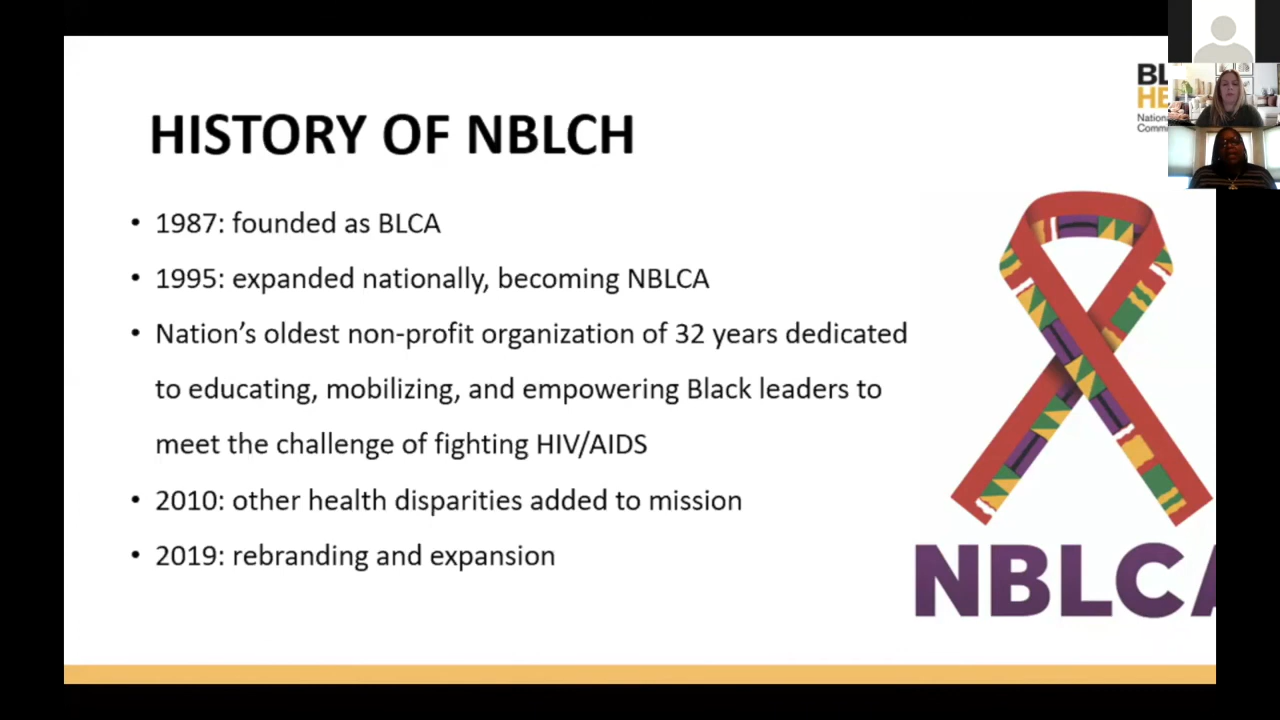 HISTORY OF NBLCH
• 1987: founded as BLCA
• 1995: expanded nationally, becoming NBLCA
• Nation's oldest non-profit organization of 32 years dedicated
to educating, mobilizing, and empowering Black leaders to
meet the challenge of fighting HIV/AIDS
• 2010: other health disparities added to mission
• 2019: rebranding and expansion
NBLCA